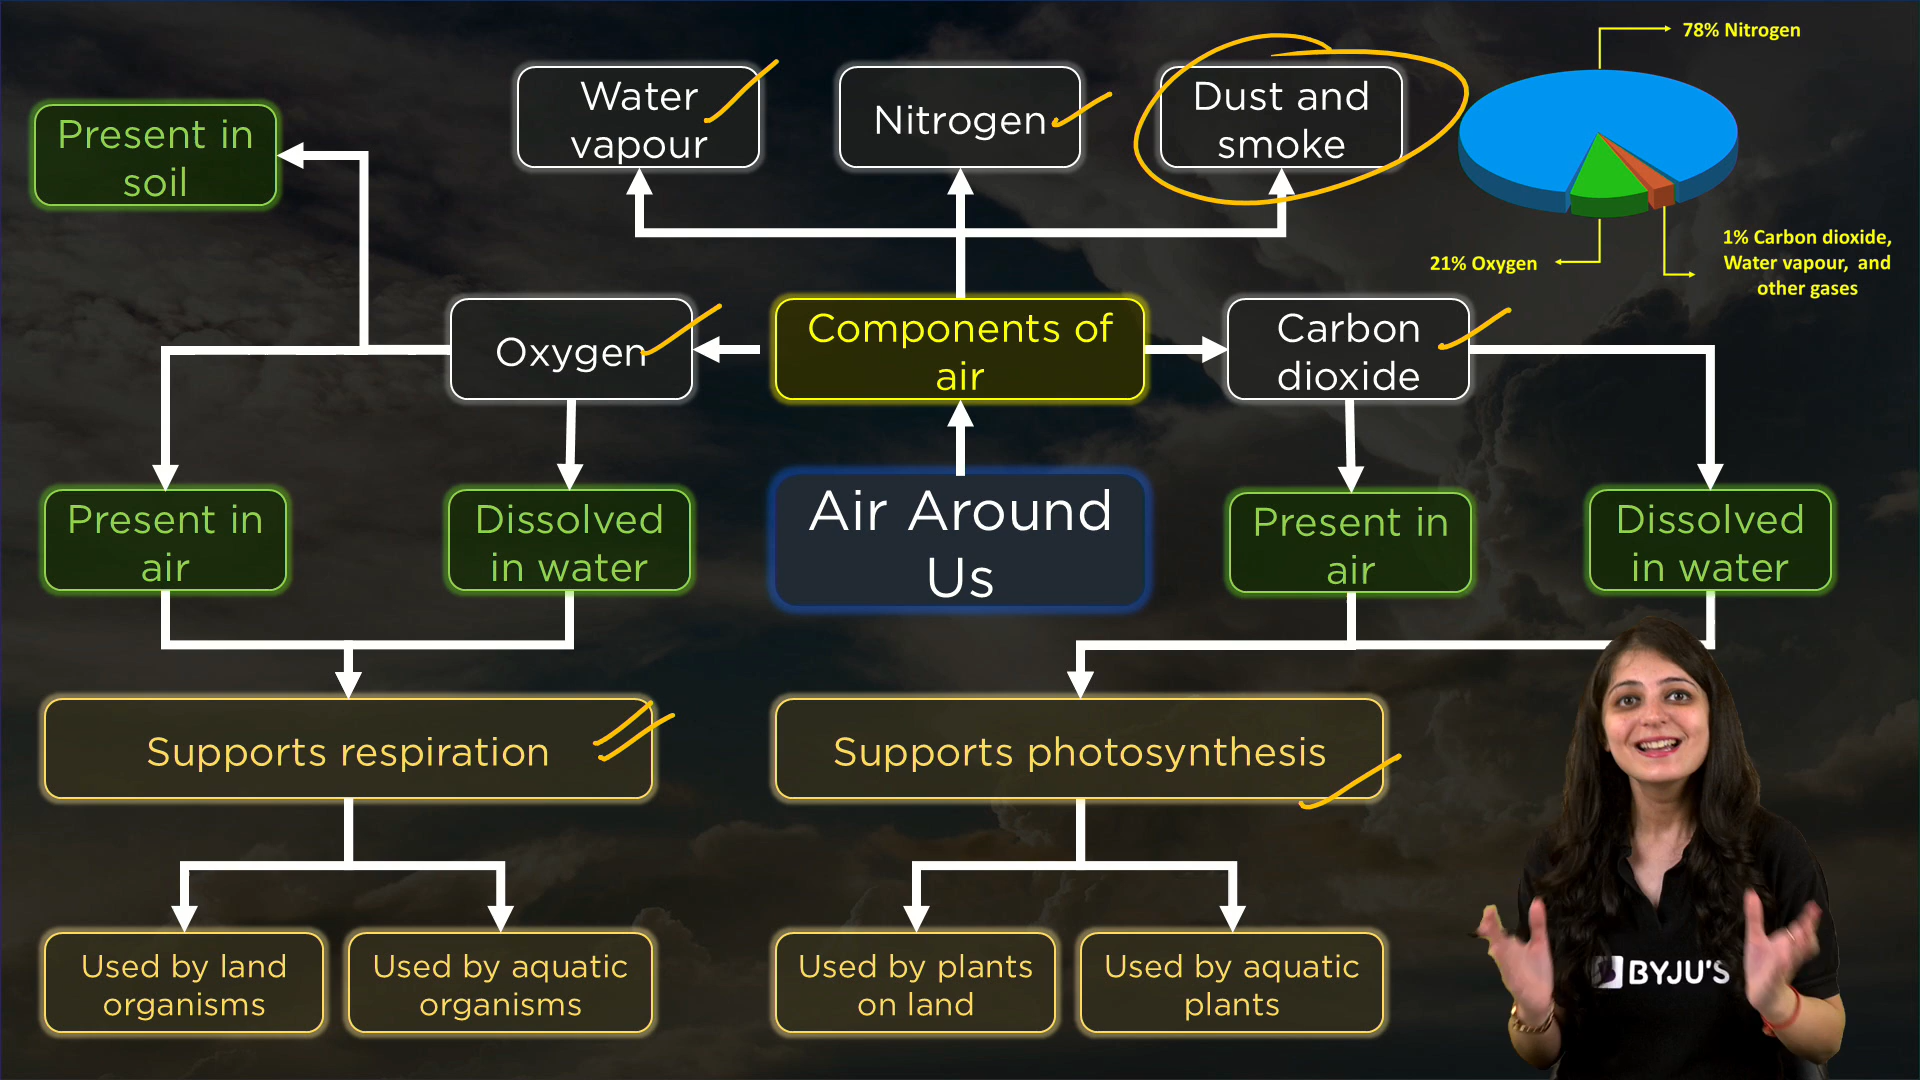 78% Nitrogen
Water
vapour
Nitrogen
Dust and
smoke
Present in
soil
21% Oxygen
1% Carbon dioxide,
Water vapour, and
other gases
Oxygen
Components of
air
Carbon
dioxide
Present in
air
Dissolved
in water
Air Around
Us
Present in
air
Dissolved
in water
Supports respiration
Supports photosynthesis
Used by land
organisms
Used by aquatic
organisms
Used by plants
on land
Used by aquatic
plants
BYJU'S